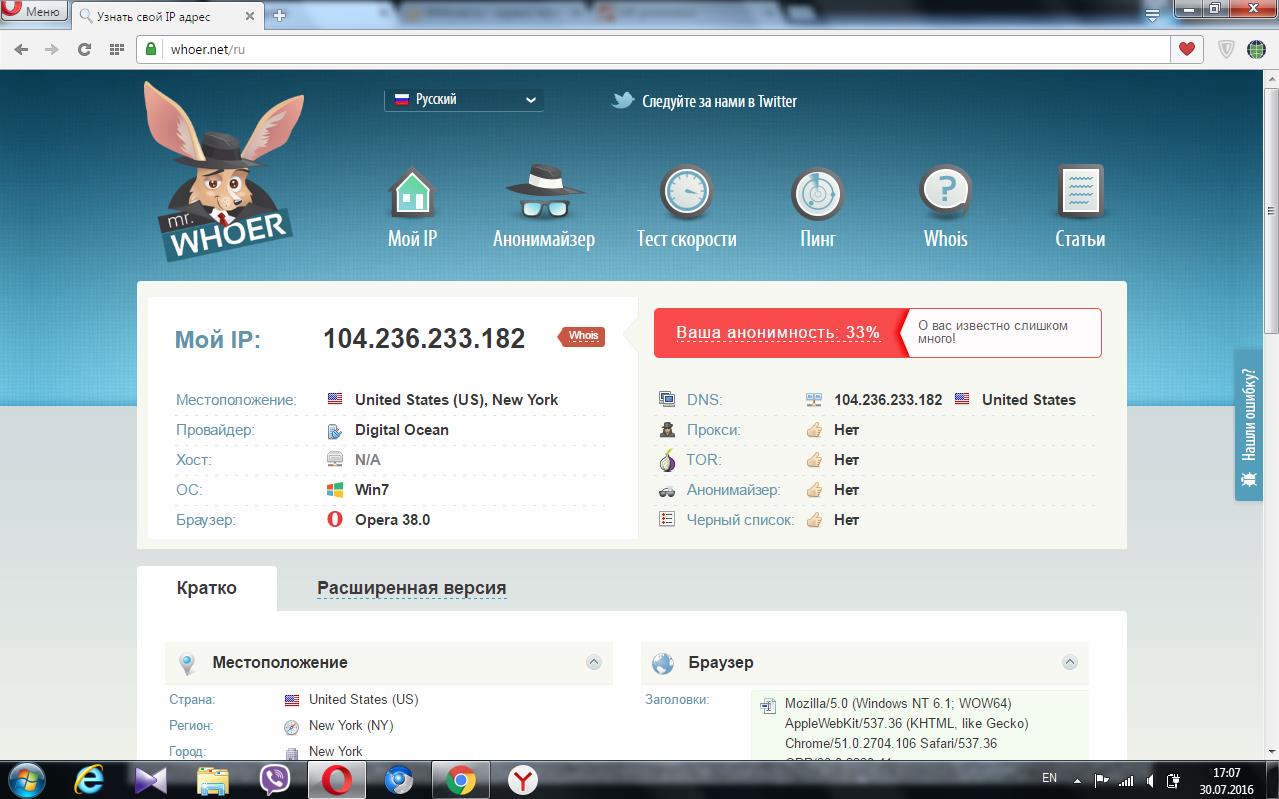 Меню
Узнать свой IP адрес
whoer.net/ru
Русский
Следуйте за нами в Twitter
mr.
WHOER
Мой IP
Анонимайзер
Тест скорости
Пинг
Whois
Статьи
Мой IP:
104.236.233.182
Whois
Ваша анонимность: 33%
О вас известно слишком
много!
Местоположение:
United States (US), New York
Провайдер:
Digital Ocean
Хост:
N/A
ОС:
Win7
Браузер:
Opera 38.0
DNS:
104.236.233.182
United States
Прокси:
Нет
TOR:
Нет
Анонимайзер:
Нет
Черный список:
Нет
Нашли ошибку?
Кратко
Расширенная версия
Местоположение
Страна:
United States (US)
Регион:
New York (NY)
Город:
New York
Браузер
Заголовки:
Mozilla/5.0 (Windows NT 6.1; WOW64)
AppleWebKit/537.36 (KHTML, like Gecko)
Chrome/51.0.2704.106 Safari/537.36
EN
17:07
30.07.2016